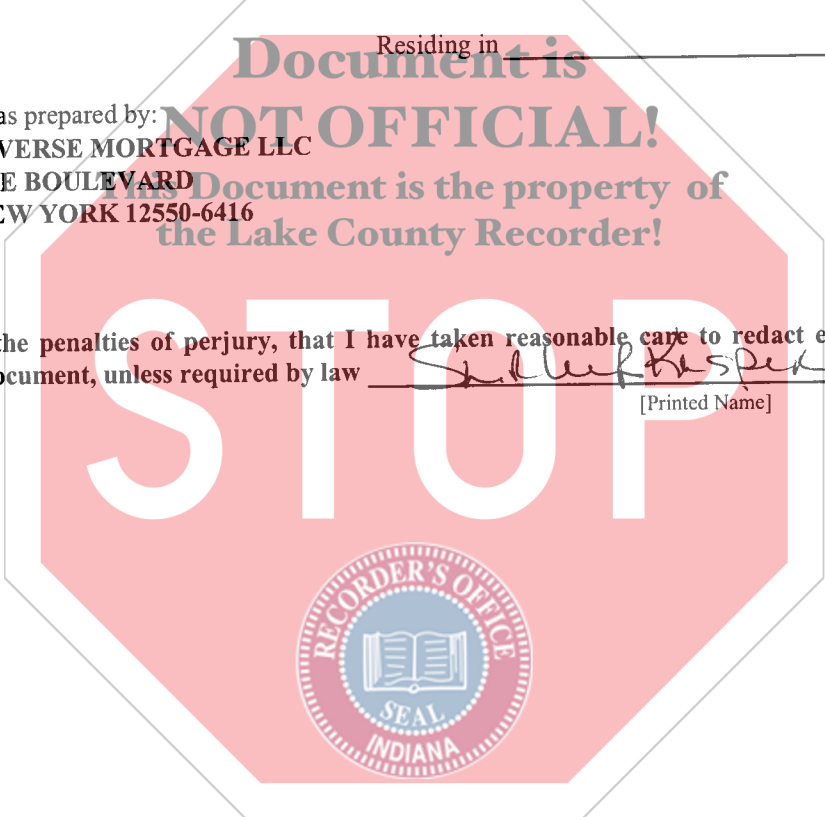 Residing in
Document is
as prepared by:
NOT OFFICIAL!
VERSE MORTGAGE LLC
E BOULEVARD
This Document is the property of
EW YORK 12550-6416
the Lake County Recorder!
STOP
the penalties of perjury, that I have taken reasonable care to redact e
ocument, unless required by law
[Printed Name]
RECORDER'S OFFICE
SEAL
INDIANA